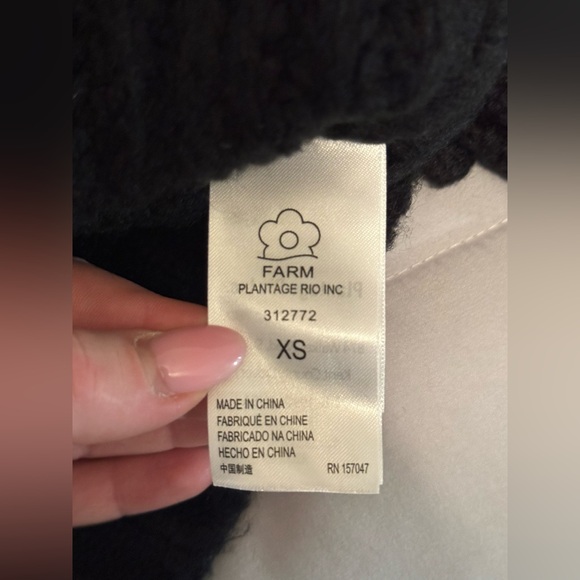 FARM
PLANTAGE RIO INC
312772
XS
MADE IN CHINA
FABRIQUÉ EN CHINE
FABRICADO NA CHINA
HECHO EN CHINA
中国制造 RN 157047